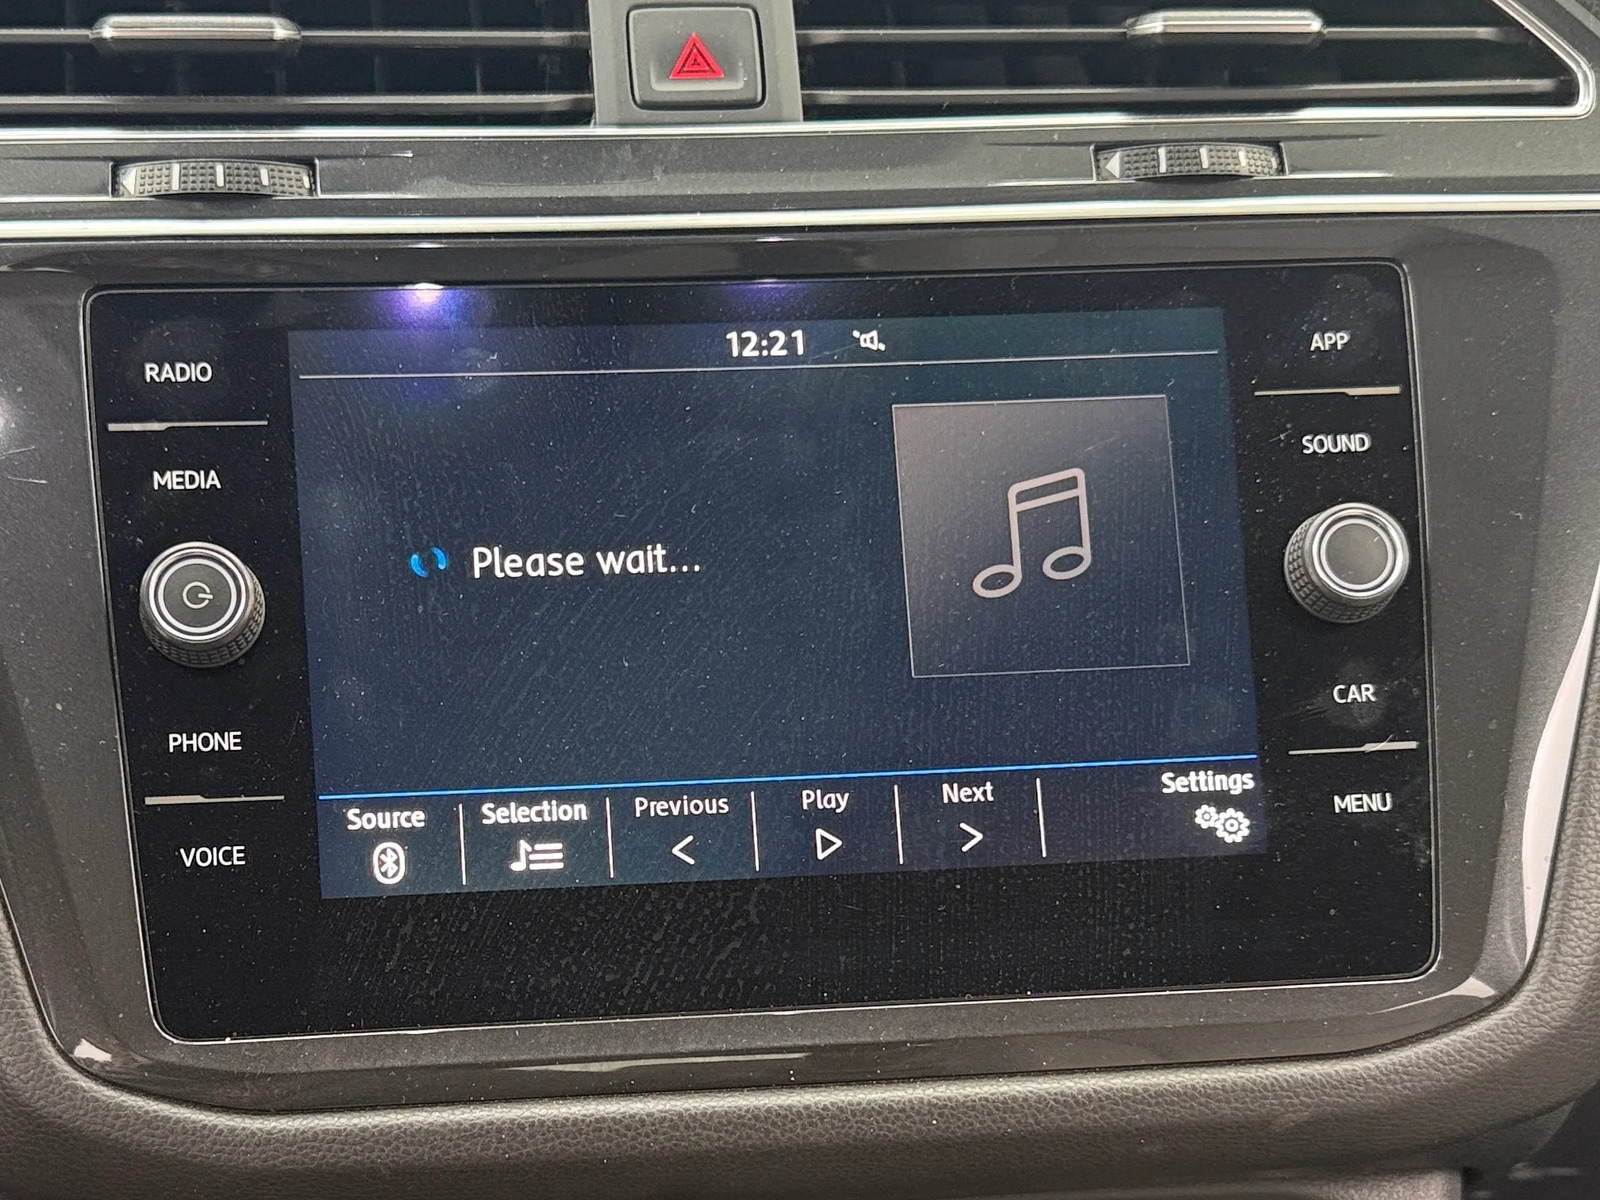 12:21
RADIO
MEDIA
PHONE
VOICE
Please wait...
Source
Selection
Previous
Play
Next
Settings
APP
SOUND
CAR
MENU